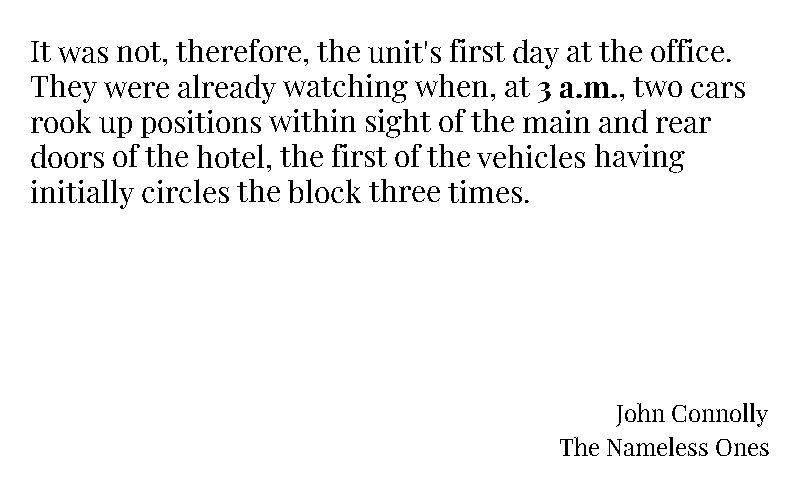 It was not, therefore, the unit's first day at the office.
They were already watching when, at 3 a.m., two cars
rook up positions within sight of the main and rear
doors of the hotel, the first of the vehicles having
initially circles the block three times.
John Connolly
The Nameless Ones